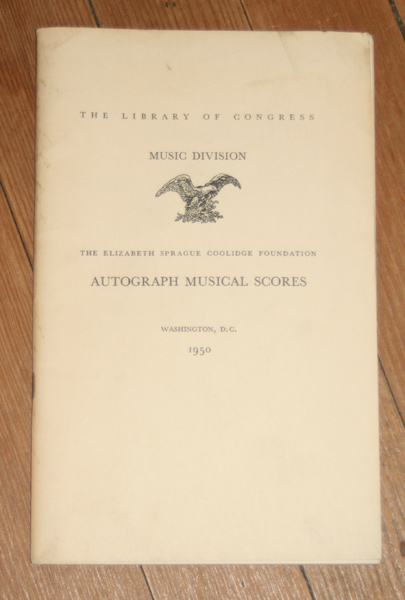 THE LIBRARY OF CONGRESS
MUSIC DIVISION
THE ELIZABETH SPRAGUE COOLIDGE FOUNDATION
AUTOGRAPH MUSICAL SCORES
WASHINGTON, D.C.
1950